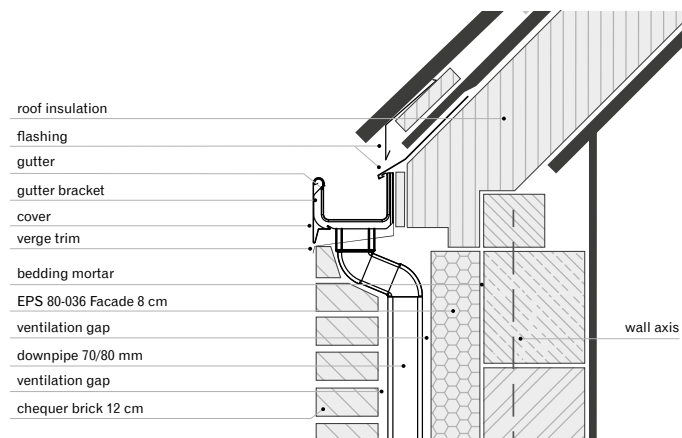 roof insulation
flashing
gutter
gutter bracket
cover
verge trim
bedding mortar
EPS 80-036 Facade 8 cm
ventilation gap
wall axis
downpipe 70/80 mm
ventilation gap
chequer brick 12 cm